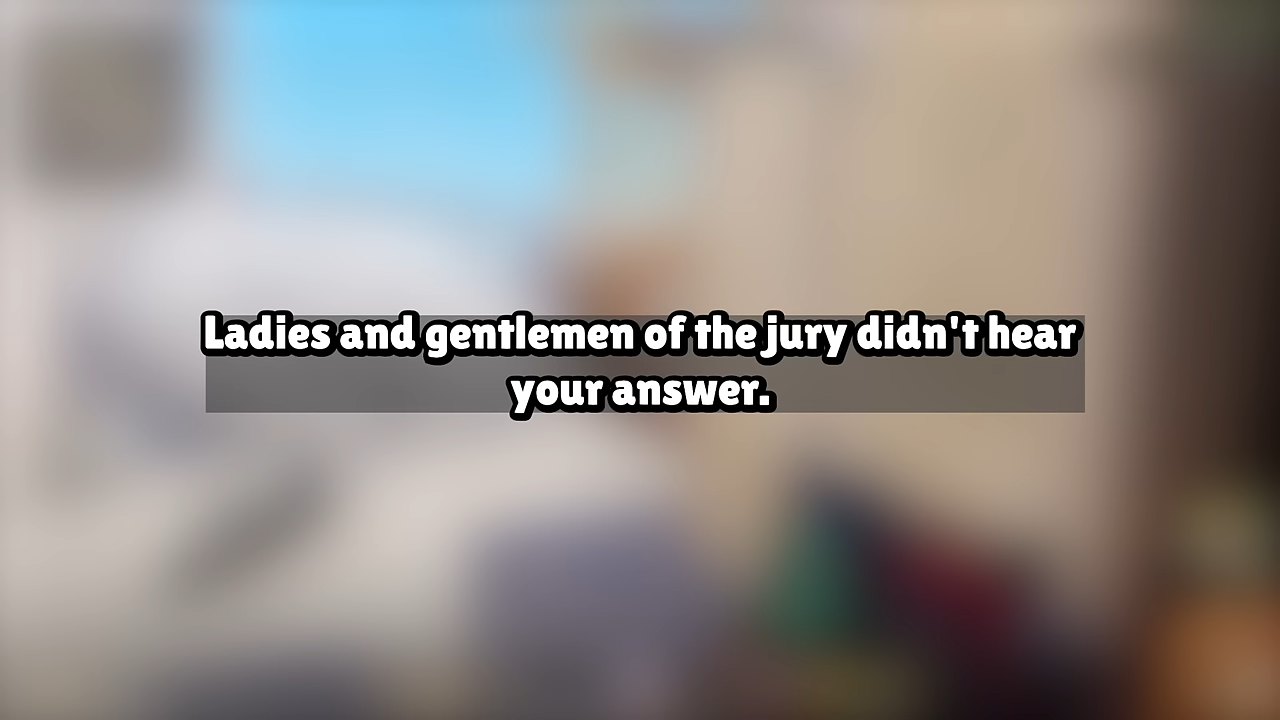 Ladies and gentlemen of the jury didn't hear
your answer.